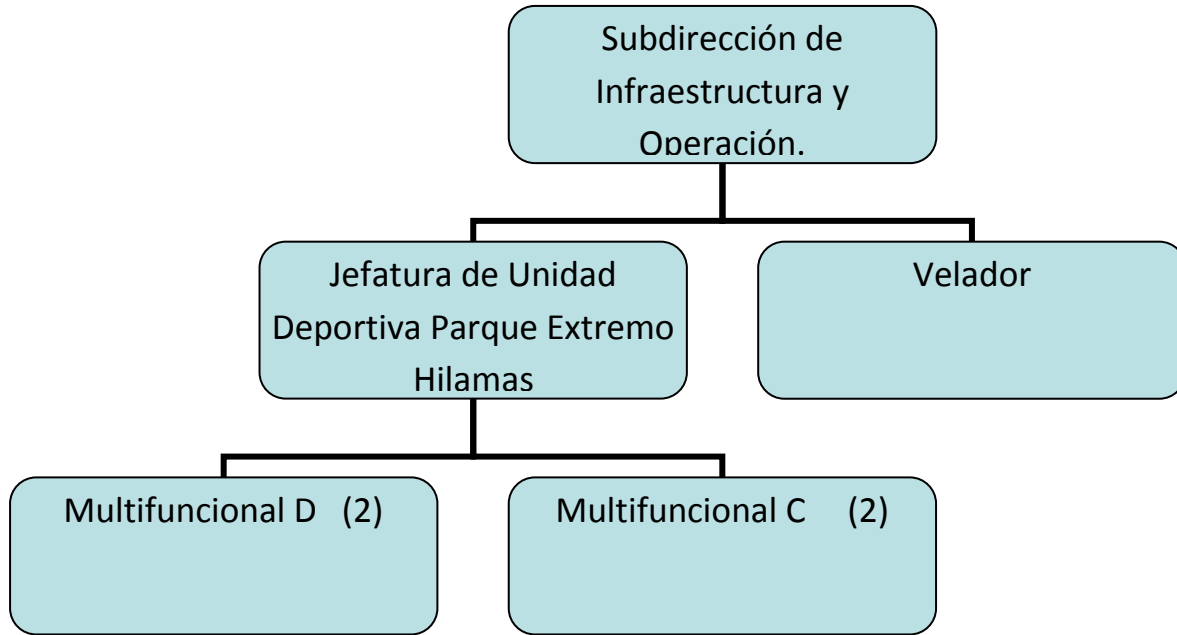 Subdirección de
Infraestructura y
Operación.
Jefatura de Unidad
Deportiva Parque Extremo
Hilamas
Velador
Multifuncional D (2)
Multifuncional C (2)